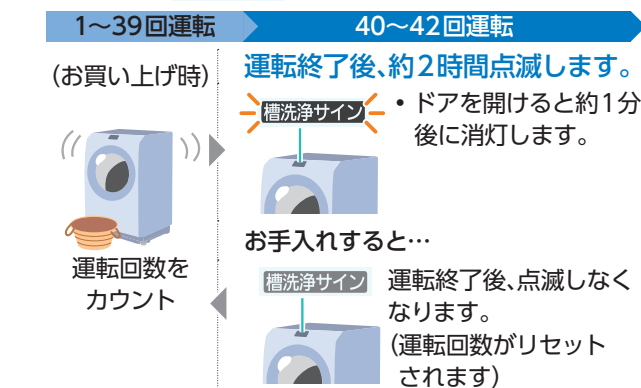 1～39回運転
40～42回運転
(お買い上げ時)
運転回数を
カウント
運転終了後、約2時間点滅します。
槽洗浄サイン
• ドアを開けると約1分
後に消灯します。
お手入れすると…
槽洗浄サイン
運転終了後、点滅しなく
なります。
(運転回数がリセット
されます)